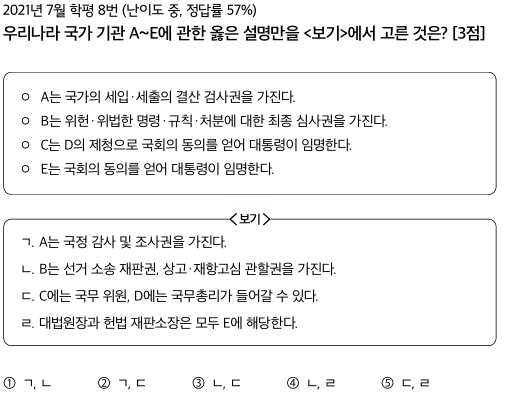 2021년 7월 학평 8번 (난이도 중, 정답률 57%)
우리나라 국가 기관 A~E에 관한 옳은 설명만을 <보기>에서 고른 것은? [3점]
○ A는 국가의 세입·세출의 결산 검사권을 가진다.
○ B는 위헌·위법한 명령·규칙·처분에 대한 최종 심사권을 가진다.
○ C는 D의 제청으로 국회의 동의를 얻어 대통령이 임명한다.
○ E는 국회의 동의를 얻어 대통령이 임명한다.
<보기>
ㄱ. A는 국정 감사 및 조사권을 가진다.
ㄴ. B는 선거 소송 재판권, 상고·재항고심 관할권을 가진다.
ㄷ. C에는 국무 위원, D에는 국무총리가 들어갈 수 있다.
ㄹ. 대법원장과 헌법 재판소장은 모두 E에 해당한다.
① ㄱ, ㄴ ② ㄱ, ㄷ ③ ㄴ, ㄷ ④ ㄴ, ㄹ ⑤ ㄷ, ㄹ